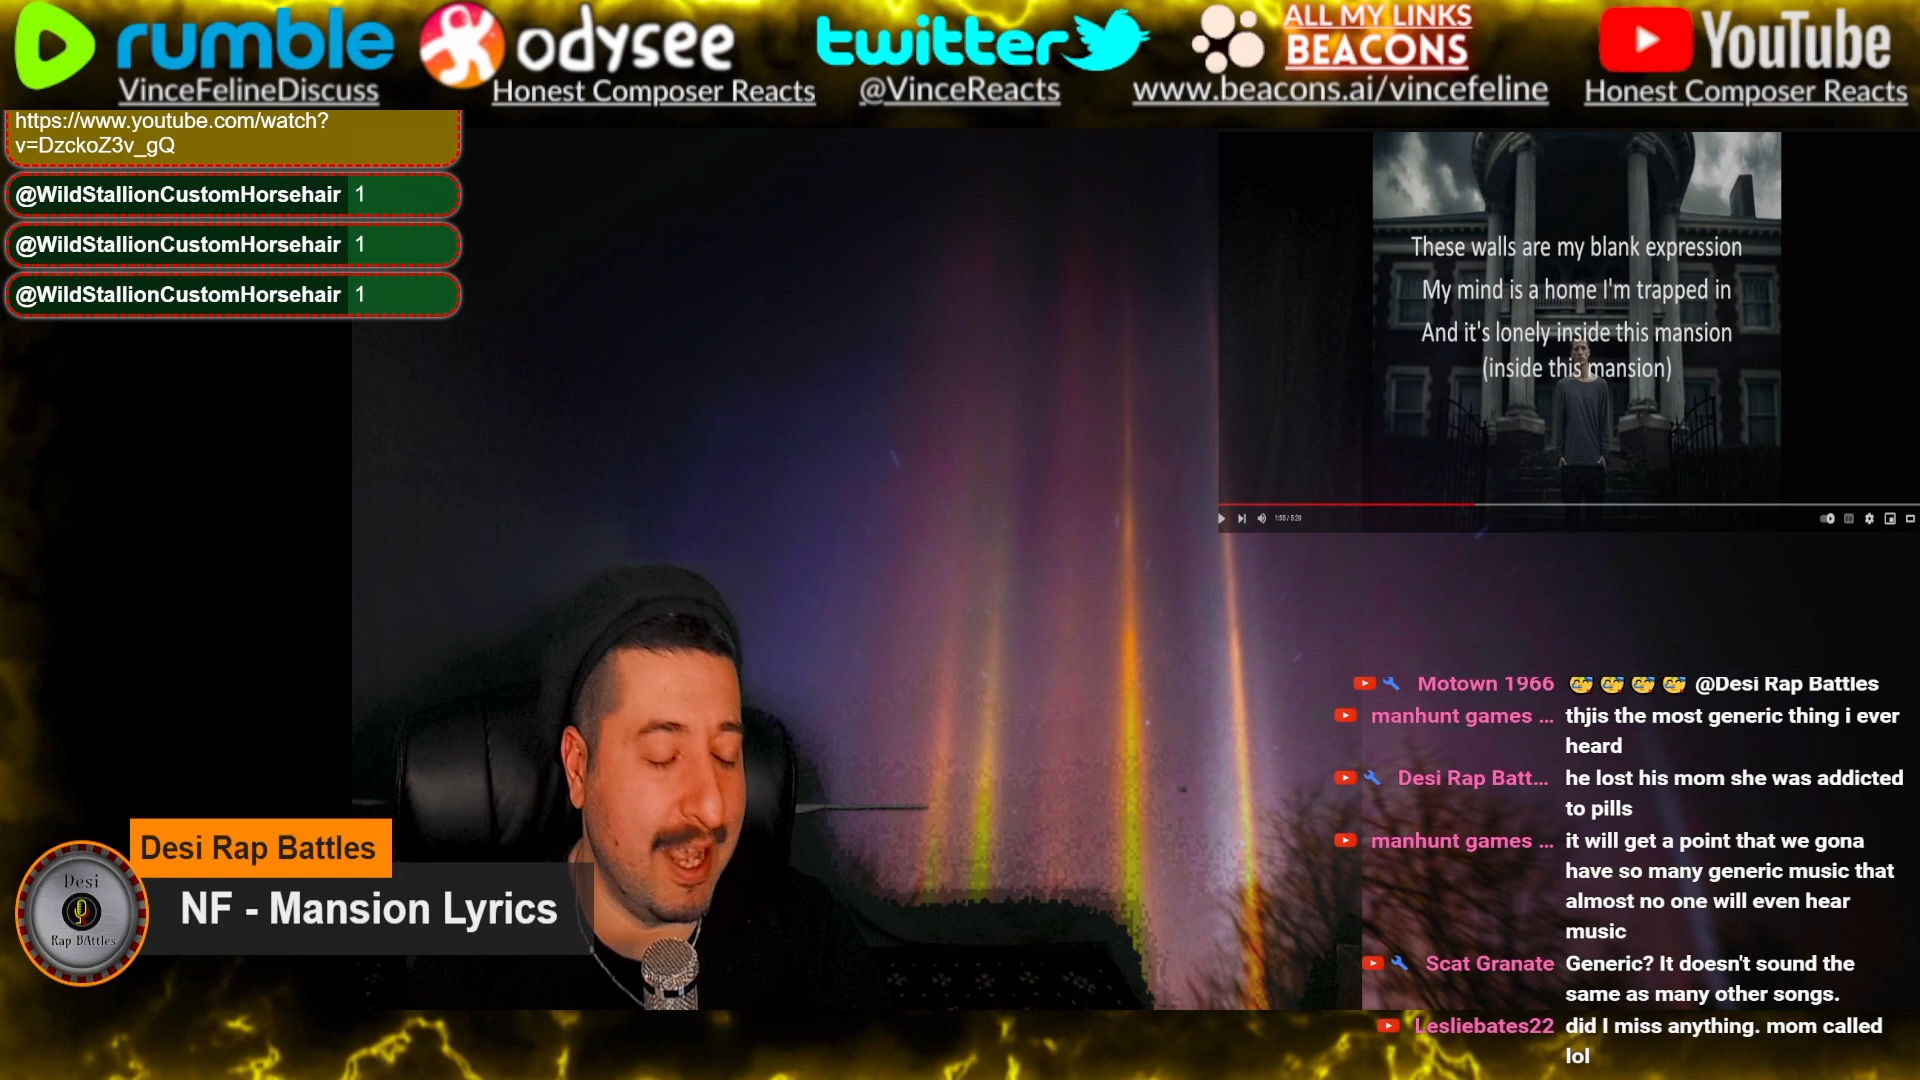 rumble
VinceFelineDiscuss
odysee
Honest Composer Reacts
twitter
@VinceReacts
ALL MY LINKS
BEACONS
www.beacons.ai/vincefeline
YouTube
Honest Composer Reacts
https://www.youtube.com/watch?
v=DzckoZ3v_gQ
@WildStallionCustomHorsehair 1
@WildStallionCustomHorsehair 1
@WildStallionCustomHorsehair 1
These walls are my blank expression
My mind is a home I'm trapped in
And it's lonely inside this mansion
(inside this mansion)
1:55 / 5:20
Motown 1966 🥳 🥳 🥳 🥳 @Desi Rap Battles
manhunt games ... thjis the most generic thing i ever
heard
Desi Rap Batt... he lost his mom she was addicted
to pills
manhunt games ... it will get a point that we gona
have so many generic music that
almost no one will even hear
music
Scat Granate Generic? It doesn't sound the
same as many other songs.
Lesliebates22 did I miss anything. mom called
lol
Desi Rap Battles
NF - Mansion Lyrics
Desi
Rap BAttles